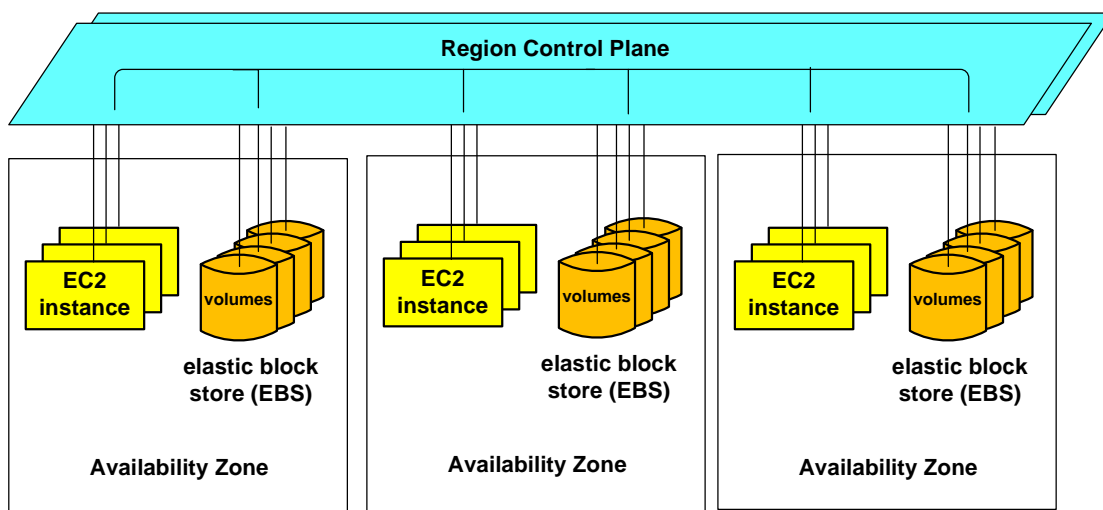 Region Control Plane
EC2
instance
volumes
elastic block
store (EBS)
Availability Zone
EC2
instance
volumes
elastic block
store (EBS)
Availability Zone
EC2
instance
volumes
elastic block
store (EBS)
Availability Zone